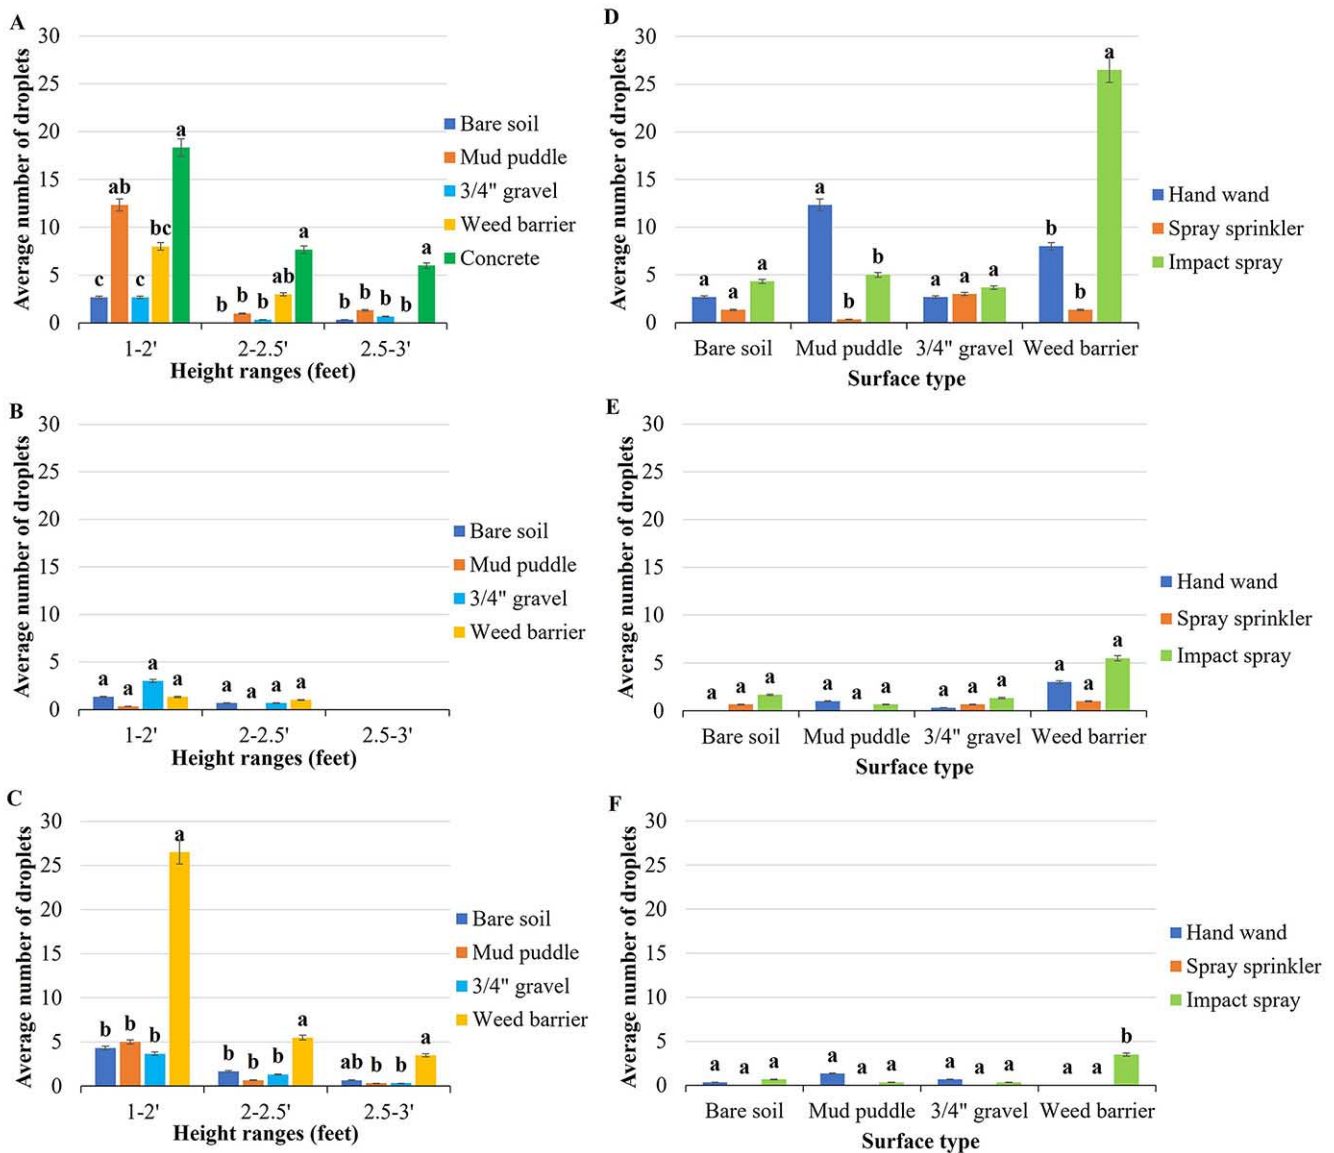 A
30
25
20
15
10
5
0
Average number of droplets
c
ab
c
bc
a
b
b
b
ab
a
b
b
b
b
a
1-2'
2-2.5'
2.5-3'
Height ranges (feet)
Bare soil
Mud puddle
3/4" gravel
Weed barrier
Concrete
D
30
25
20
15
10
5
0
Average number of droplets
a
a
a
a
b
b
a
a
a
b
b
a
Bare soil
Mud puddle
3/4" gravel
Weed barrier
Surface type
Hand wand
Spray sprinkler
Impact spray
B
30
25
20
15
10
5
0
Average number of droplets
a
a
a
a
a
a
a
a
1-2'
2-2.5'
2.5-3'
Height ranges (feet)
Bare soil
Mud puddle
3/4" gravel
Weed barrier
E
30
25
20
15
10
5
0
Average number of droplets
a
a
a
a
a
a
a
a
a
a
a
a
Bare soil
Mud puddle
3/4" gravel
Weed barrier
Surface type
Hand wand
Spray sprinkler
Impact spray
C
30
25
20
15
10
5
0
Average number of droplets
b
b
b
a
b
b
b
a
ab
b
b
a
1-2'
2-2.5'
2.5-3'
Height ranges (feet)
Bare soil
Mud puddle
3/4" gravel
Weed barrier
F
30
25
20
15
10
5
0
Average number of droplets
a
a
a
a
a
a
a
a
a
a
a
b
Bare soil
Mud puddle
3/4" gravel
Weed barrier
Surface type
Hand wand
Spray sprinkler
Impact spray